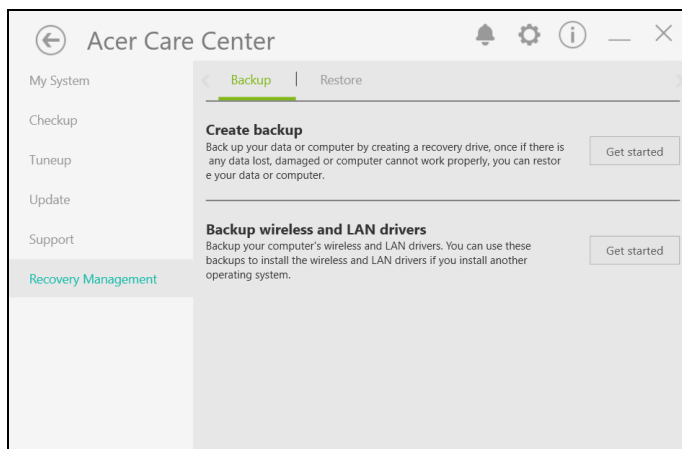 Acer Care Center
My System
Checkup
Tuneup
Update
Support
Recovery Management
Backup | Restore
Create backup
Back up your data or computer by creating a recovery drive, once if there is
any data lost, damaged or computer cannot work properly, you can restor
e your data or computer.
Get started
Backup wireless and LAN drivers
Backup your computer's wireless and LAN drivers. You can use these
backups to install the wireless and LAN drivers if you install another
operating system.
Get started